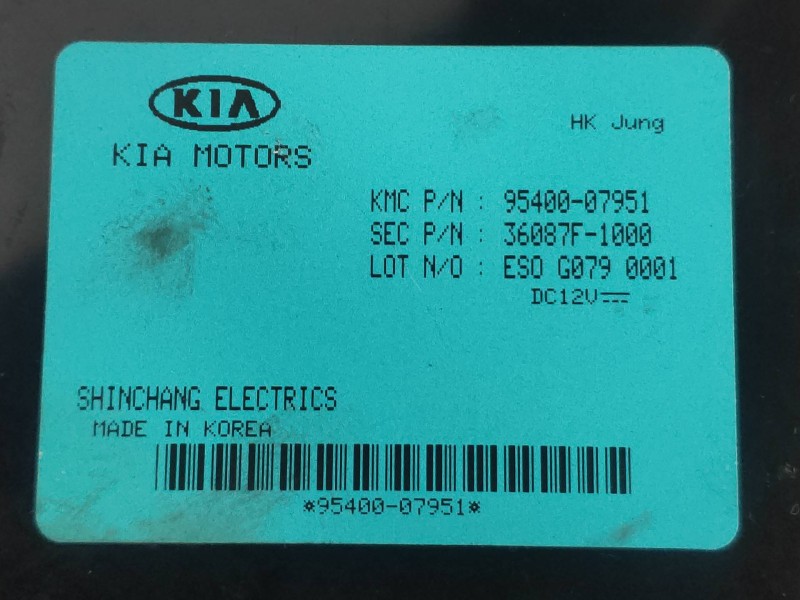 KIA
HK Jung
KIA MOTORS
KMC P/N : 95400-07951
SEC P/N : 36087F-1000
LOT N/O : ESO G079 0001
DC12V
SHINCHANG ELECTRICS
MADE IN KOREA
*95400-07951*